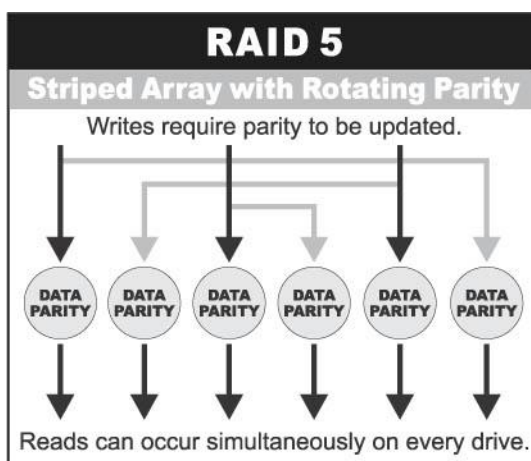 RAID 5
Striped Array with Rotating Parity
Writes require parity to be updated.
DATA
PARITY
DATA
PARITY
DATA
PARITY
DATA
PARITY
DATA
PARITY
DATA
PARITY
Reads can occur simultaneously on every drive.